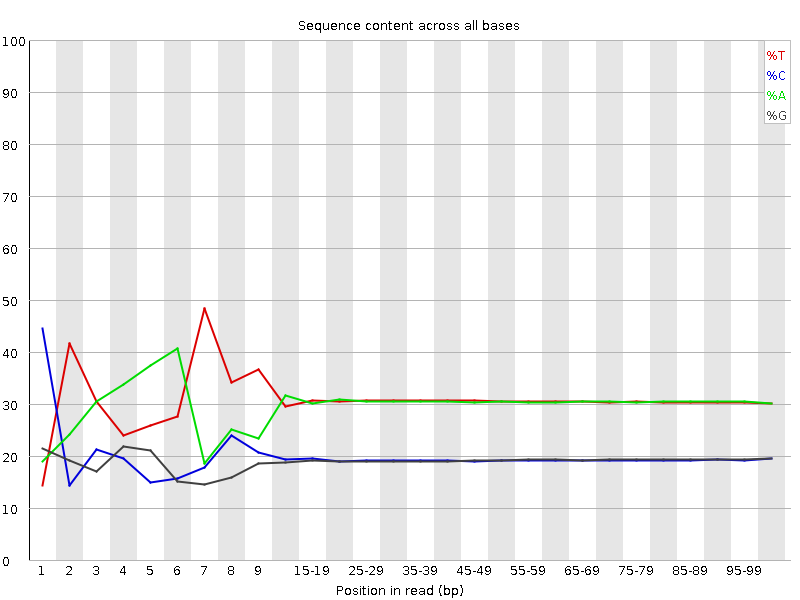 Sequence content across all bases
100
90
80
70
60
50
40
30
20
10
0
%T
%C
%A
%G
1 2 3 4 5 6 7 8 9 15-19 25-29 35-39 45-49 55-59 65-69 75-79 85-89 95-99
Position in read (bp)